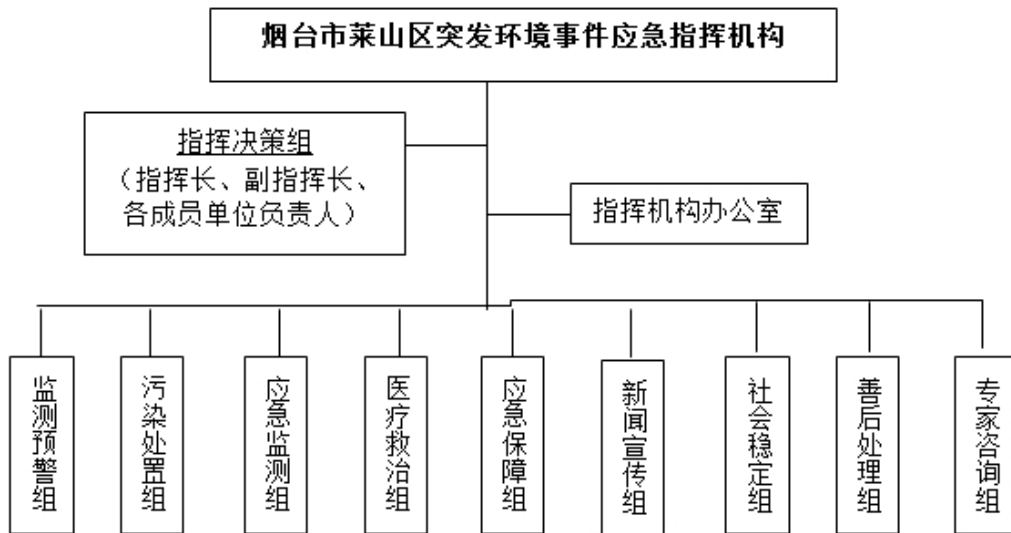 烟台市莱山区突发环境事件应急指挥机构
指挥决策组
（指挥长、副指挥长、
各成员单位负责人）
指挥机构办公室
监测预警组
污染处置组
应急监测组
医疗救治组
应急保障组
新闻宣传组
社会稳定组
善后处理组
专家咨询组